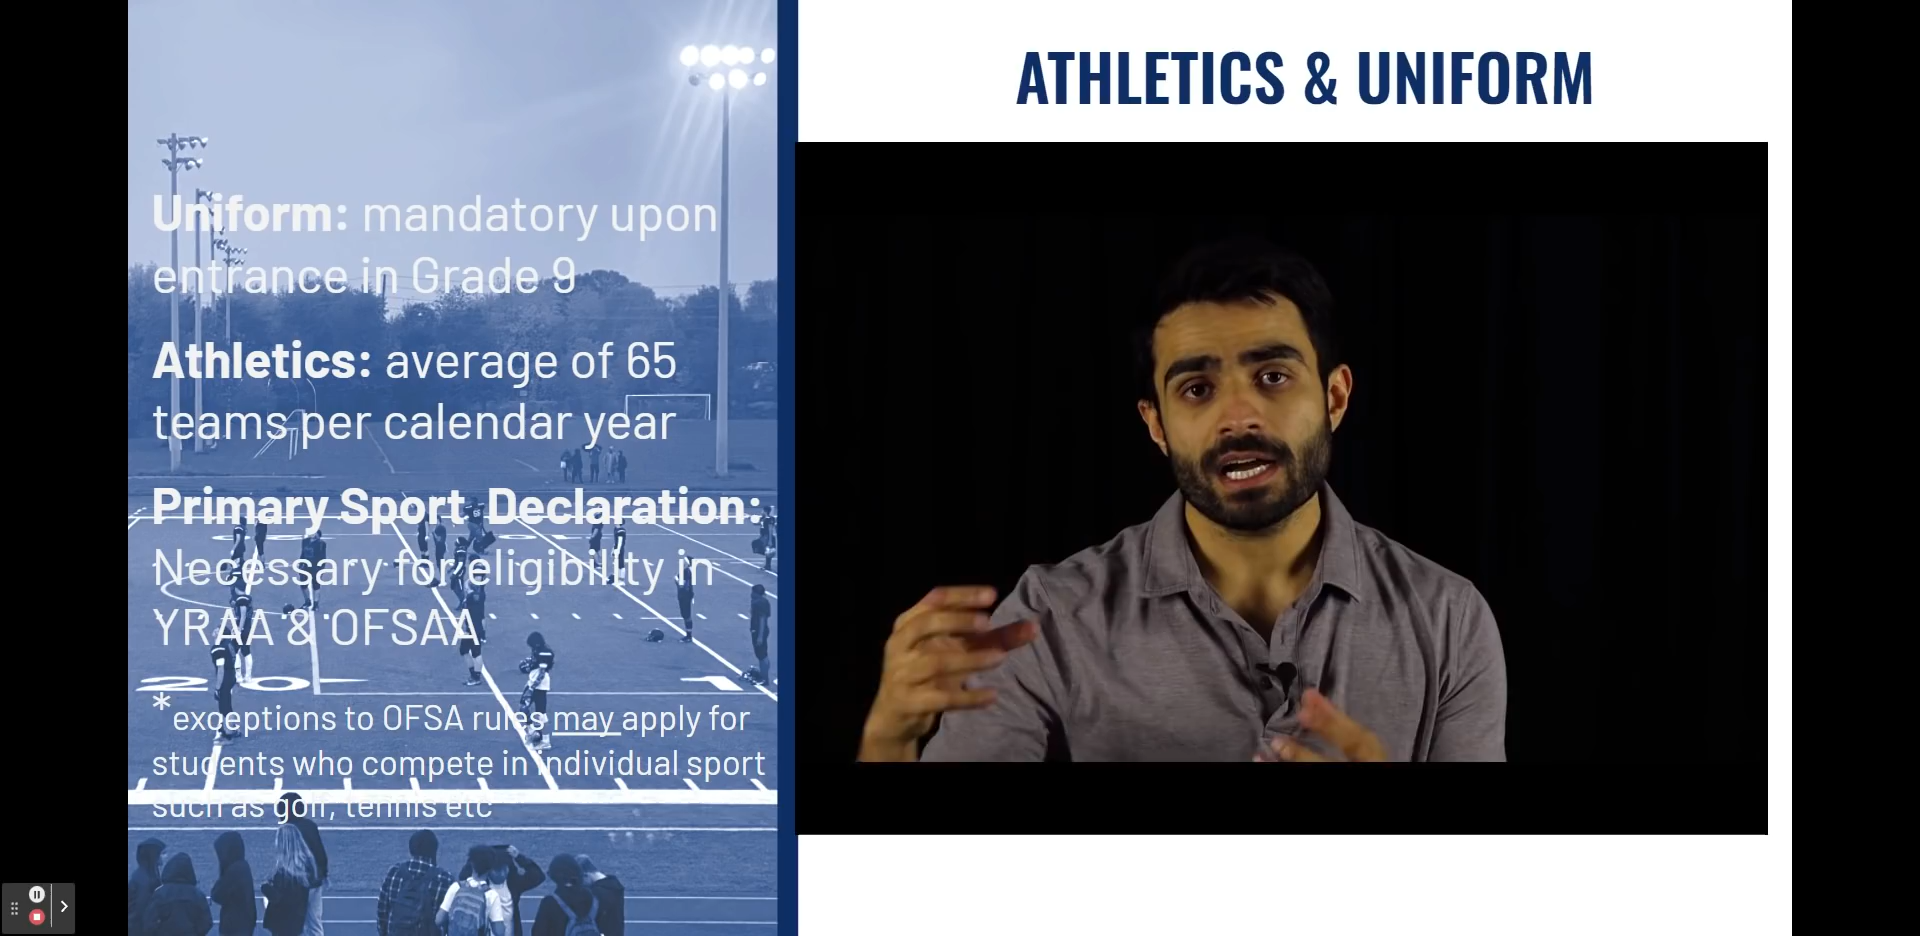 ATHLETICS & UNIFORM
Uniform: mandatory upon
entrance in Grade 9
Athletics: average of 65
teams per calendar year
Primary Sport Declaration:
Necessary for eligibility in
YRAA & OFSAA
*exceptions to OFSA rules may apply for
students who compete in individual sport
such as golf, tennis etc
20
1